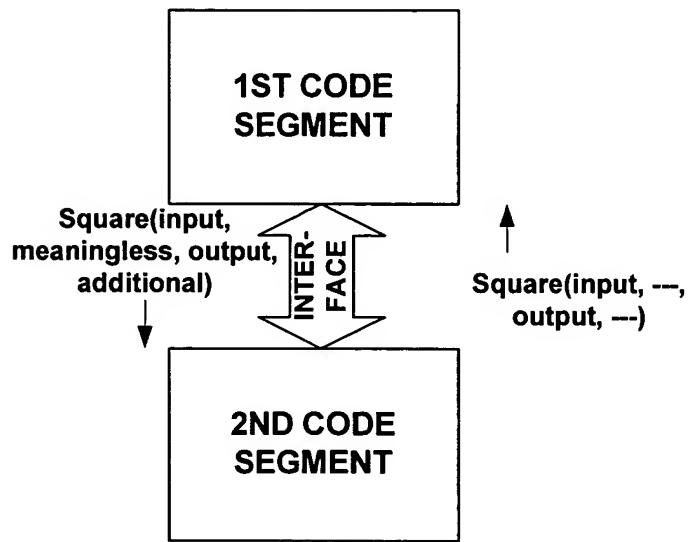 1ST CODE
SEGMENT
Square(input,
meaningless, output,
additional)
INTER-
FACE
Square(input, ---,
output, ---)
2ND CODE
SEGMENT